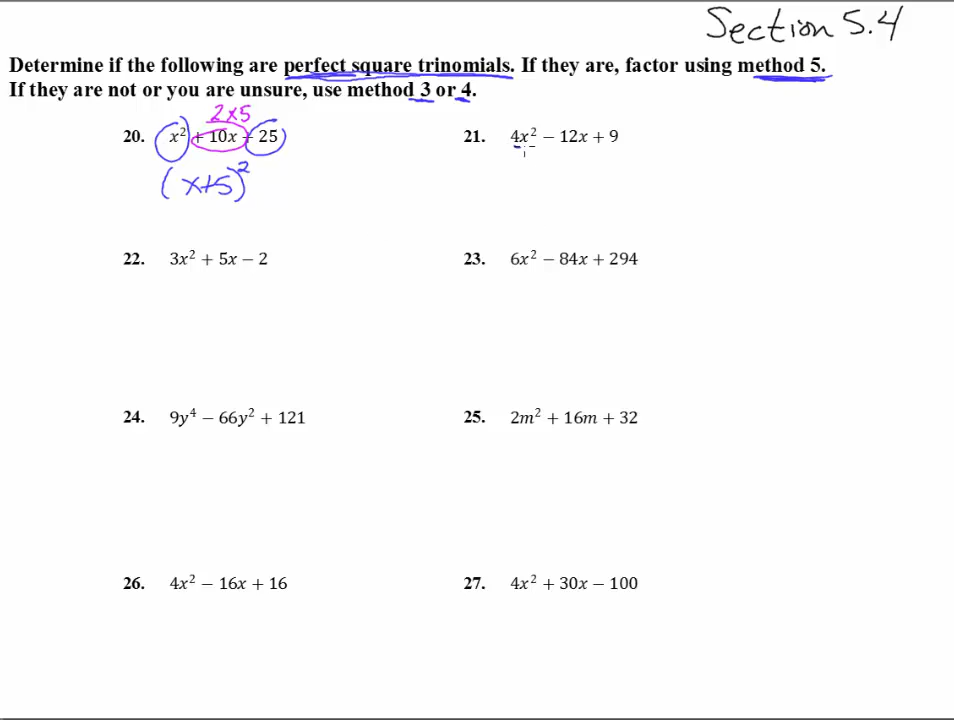 Section 5.4
Determine if the following are perfect square trinomials. If they are, factor using method 5.
If they are not or you are unsure, use method 3 or 4.
2x5
20. x² + 10x + 25 21. 4x² − 12x + 9
(x+5)²
22. 3x² + 5x − 2 23. 6x² − 84x + 294
24. 9y⁴ − 66y² + 121 25. 2m² + 16m + 32
26. 4x² − 16x + 16 27. 4x² + 30x − 100